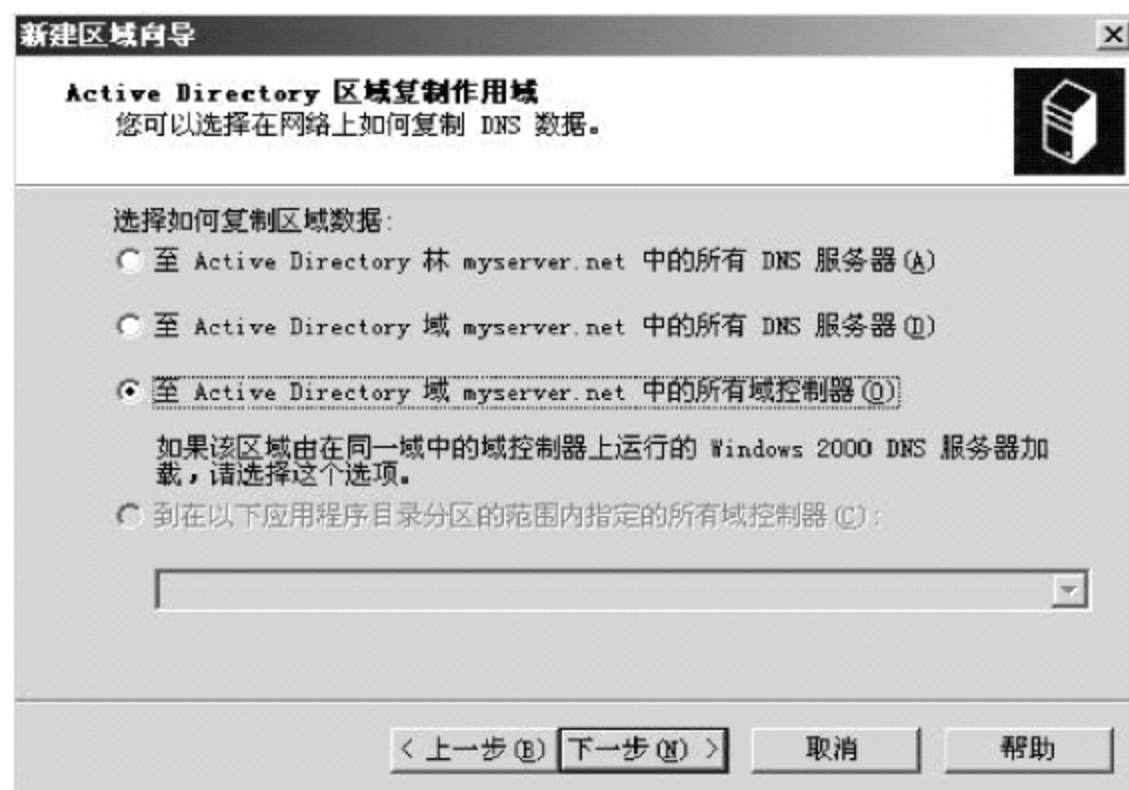 新建区域向导
Active Directory 区域复制作用域
您可以选择在网络上如何复制 DNS 数据。
选择如何复制区域数据:
至 Active Directory 林 myserver.net 中的所有 DNS 服务器(A)
至 Active Directory 域 myserver.net 中的所有 DNS 服务器(D)
至 Active Directory 域 myserver.net 中的所有域控制器(O)
如果该区域由在同一域中的域控制器上运行的 Windows 2000 DNS 服务器加
载，请选择这个选项。
到在以下应用程序目录分区的范围内指定的所有域控制器(C):
< 上一步(B) 下一步(N) > 取消 帮助